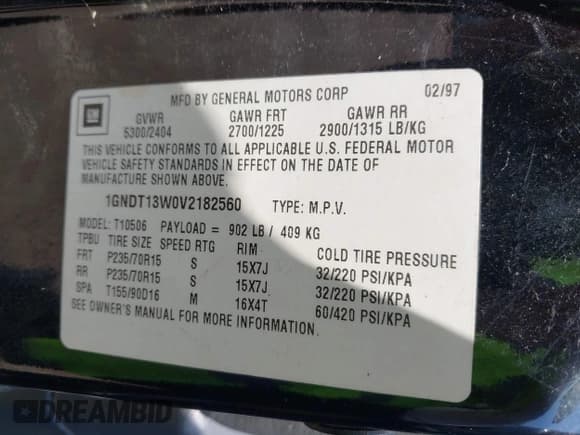 MFD BY GENERAL MOTORS CORP 02/97
GM
GVWR GAWR FRT GAWR RR
5300/2404 2700/1225 2900/1315 LB/KG
THIS VEHICLE CONFORMS TO ALL APPLICABLE U.S. FEDERAL MOTOR
VEHICLE SAFETY STANDARDS IN EFFECT ON THE DATE OF
MANUFACTURE SHOWN ABOVE.
1GNDT13W0V2182560 TYPE: M.P.V.
MODEL: T10506 PAYLOAD = 902 LB/ 409 KG
TPBU TIRE SIZE SPEED RTG RIM COLD TIRE PRESSURE
FRT P235/70R15 S 15X7J 32/220 PSI/KPA
RR P235/70R15 S 15X7J 32/220 PSI/KPA
SPA T155/90D16 M 16X4T 60/420 PSI/KPA
SEE OWNER'S MANUAL FOR MORE INFORMATION.
DREAMBID